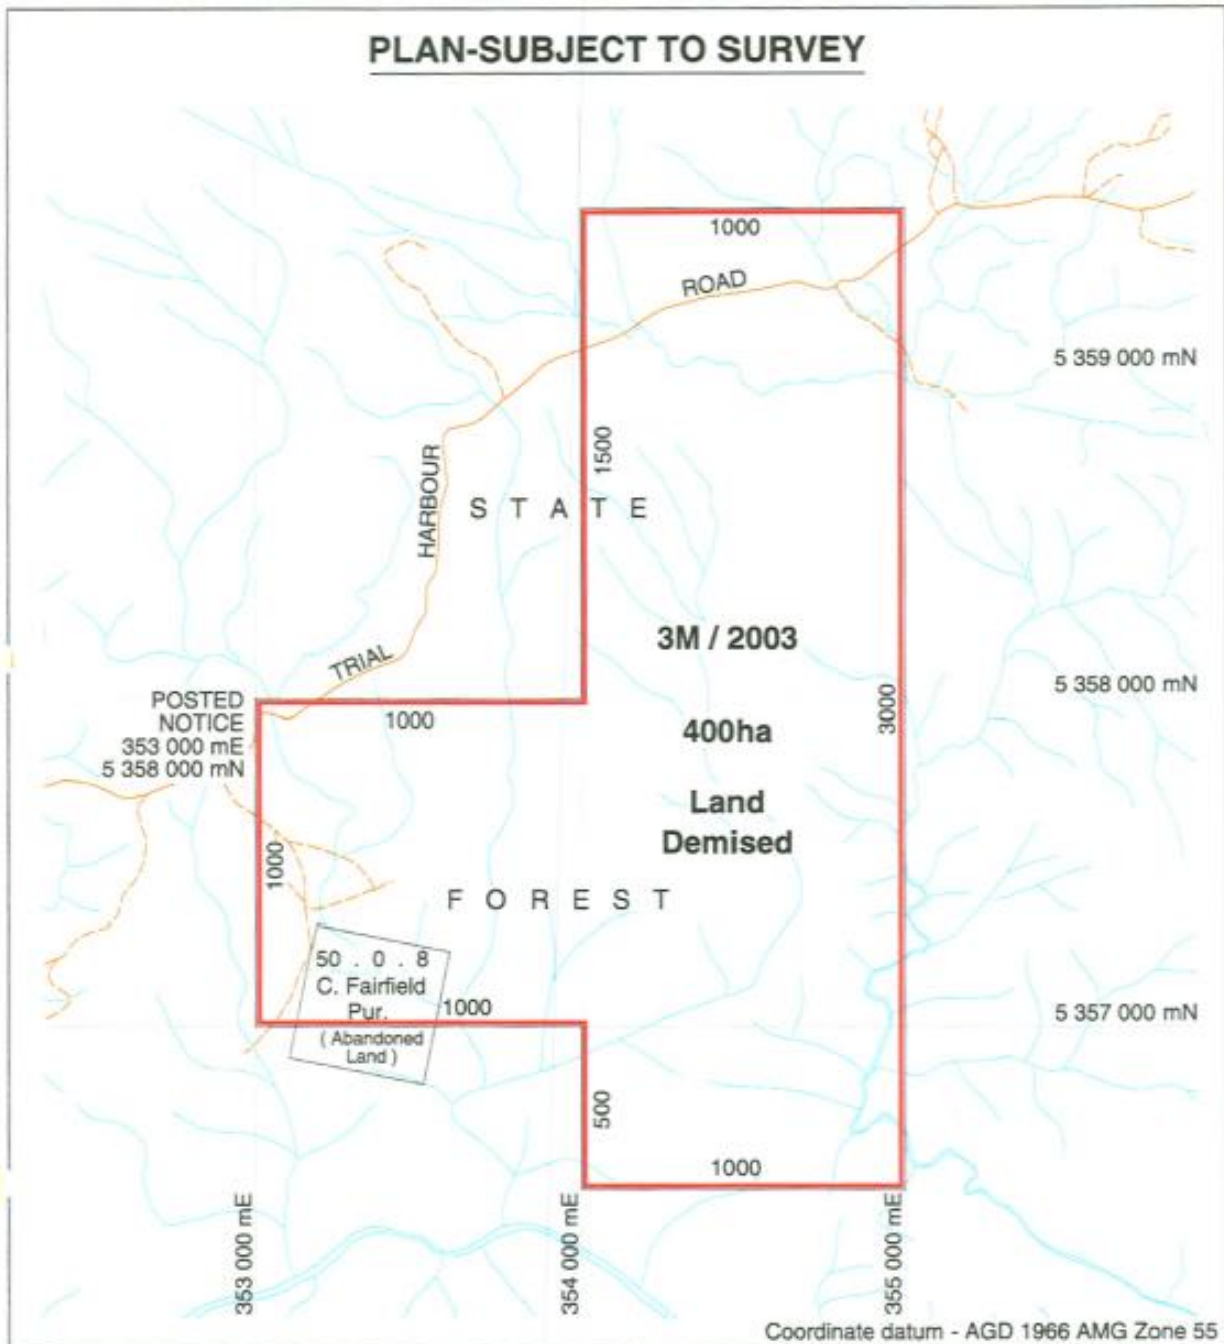 PLAN-SUBJECT TO SURVEY
1000
ROAD
5 359 000 mN
1500
HARBOUR
STATE
3M / 2003
TRIAL
5 358 000 mN
POSTED
NOTICE
353 000 mE
5 358 000 mN
1000
3000
400ha
Land
Demised
1000
FOREST
50 . 0 . 8
C. Fairfield
Pur.
( Abandoned
Land )
1000
5 357 000 mN
500
1000
353 000 mE
354 000 mE
355 000 mE
Coordinate datum - AGD 1966 AMG Zone 55